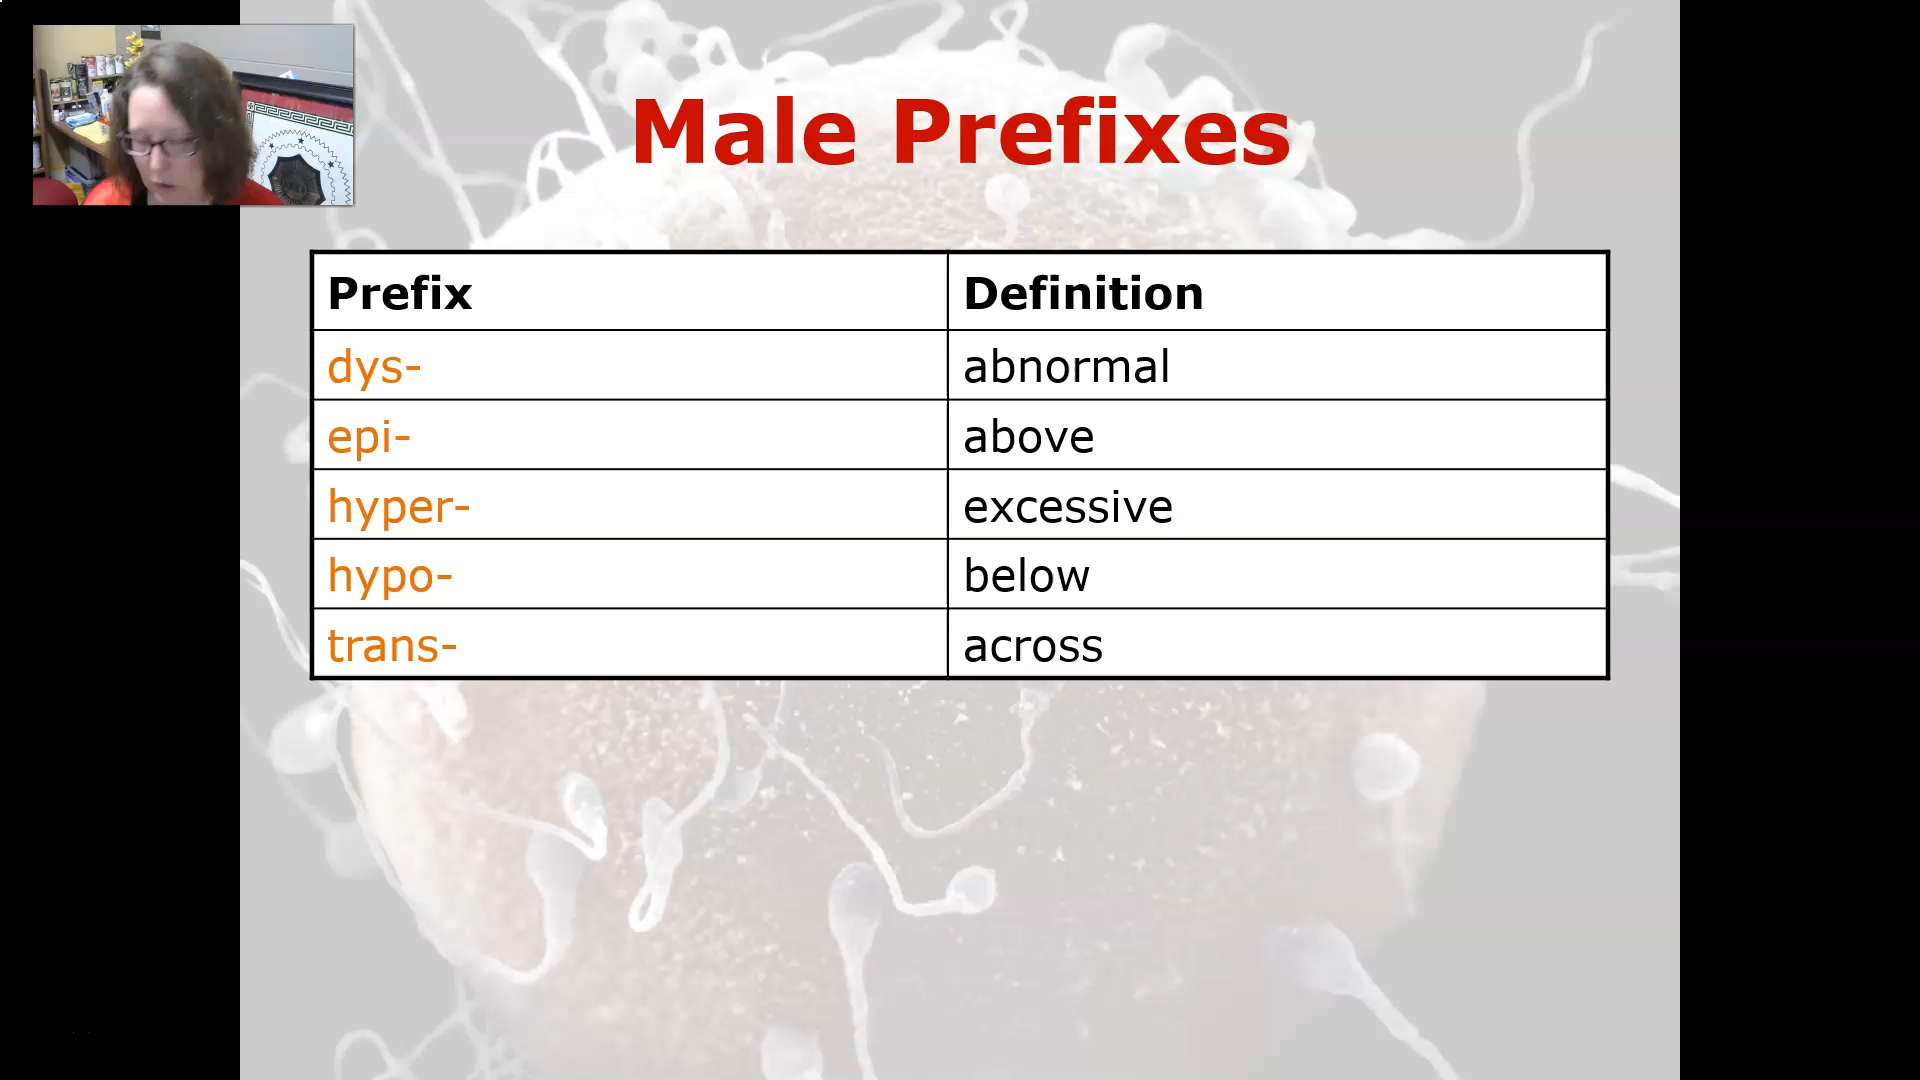 Male Prefixes
Prefix Definition
dys- abnormal
epi- above
hyper- excessive
hypo- below
trans- across